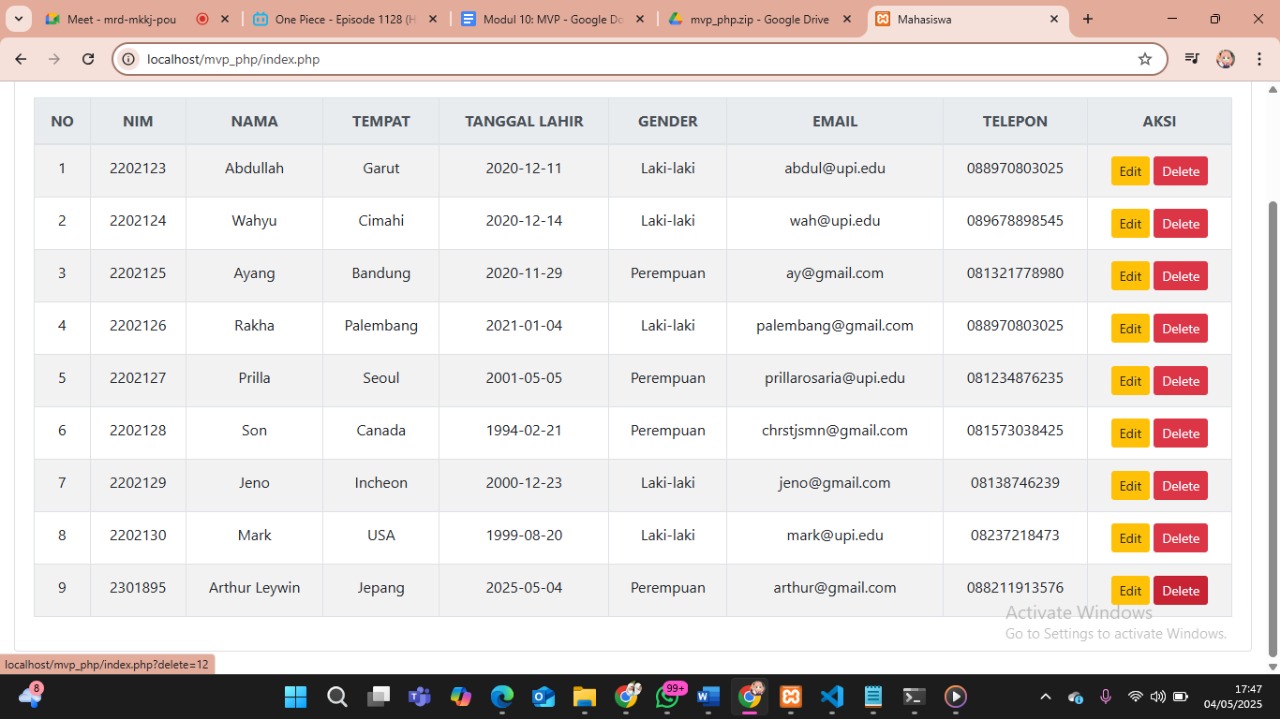 Meet - mrd-mkkj-pou
One Piece - Episode 1128 (H
Modul 10: MVP - Google Do
mvp_php.zip - Google Drive
Mahasiswa
localhost/mvp_php/index.php
NO NIM NAMA TEMPAT TANGGAL LAHIR GENDER EMAIL TELEPON AKSI
1 2202123 Abdullah Garut 2020-12-11 Laki-laki abdul@upi.edu 088970803025 Edit Delete
2 2202124 Wahyu Cimahi 2020-12-14 Laki-laki wah@upi.edu 089678898545 Edit Delete
3 2202125 Ayang Bandung 2020-11-29 Perempuan ay@gmail.com 081321778980 Edit Delete
4 2202126 Rakha Palembang 2021-01-04 Laki-laki palembang@gmail.com 088970803025 Edit Delete
5 2202127 Prilla Seoul 2001-05-05 Perempuan prillarosaria@upi.edu 081234876235 Edit Delete
6 2202128 Son Canada 1994-02-21 Perempuan chrstjsmn@gmail.com 081573038425 Edit Delete
7 2202129 Jeno Incheon 2000-12-23 Laki-laki jeno@gmail.com 08138746239 Edit Delete
8 2202130 Mark USA 1999-08-20 Laki-laki mark@upi.edu 08237218473 Edit Delete
9 2301895 Arthur Leywin Jepang 2025-05-04 Perempuan arthur@gmail.com 088211913576 Edit Delete
Activate Windows
Go to Settings to activate Windows.
localhost/mvp_php/index.php?delete=12
8
99+
17:47
04/05/2025